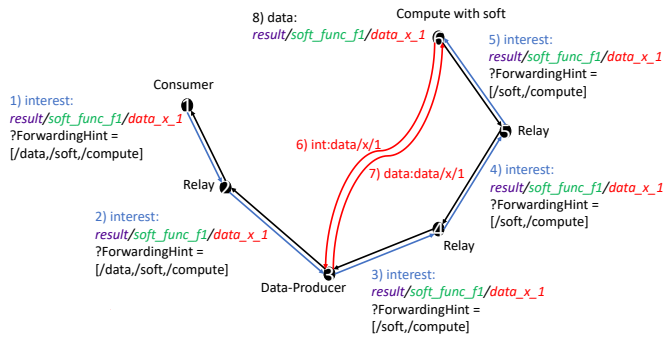 8) data:
result/soft_func_f1/data_x_1
Compute with soft
6
5) interest:
result/soft_func_f1/data_x_1
?ForwardingHint =
[/soft,/compute]
Consumer
1
1) interest:
result/soft_func_f1/data_x_1
?ForwardingHint =
[/data,/soft,/compute]
6) int:data/x/1
7) data:data/x/1
5
Relay
Relay
2
4) interest:
result/soft_func_f1/data_x_1
?ForwardingHint =
[/soft,/compute]
2) interest:
result/soft_func_f1/data_x_1
?ForwardingHint =
[/data,/soft,/compute]
4
Relay
3
Data-Producer
3) interest:
result/soft_func_f1/data_x_1
?ForwardingHint =
[/soft,/compute]